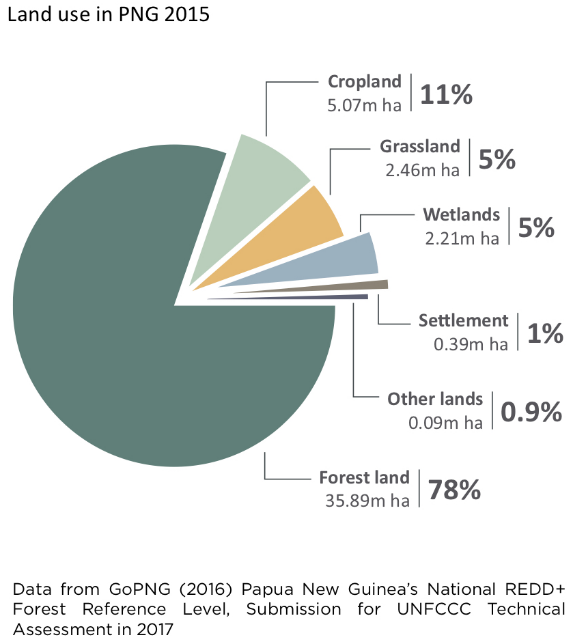 Land use in PNG 2015
Cropland
5.07m ha
11%
Grassland
2.46m ha
5%
Wetlands
2.21m ha
5%
Settlement
0.39m ha
1%
Other lands
0.09m ha
0.9%
Forest land
35.89m ha
78%
Data from GoPNG (2016) Papua New Guinea's National REDD+
Forest Reference Level, Submission for UNFCCC Technical
Assessment in 2017